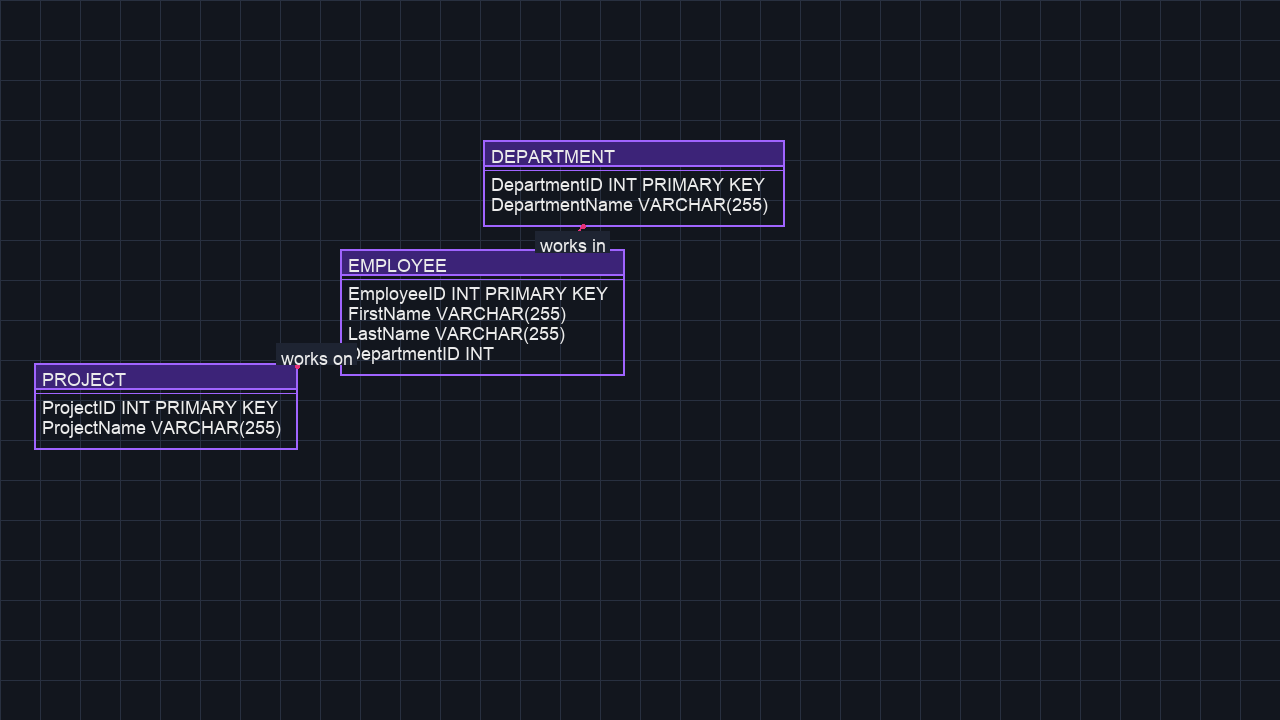 DEPARTMENT
DepartmentID INT PRIMARY KEY
DepartmentName VARCHAR(255)
works in
EMPLOYEE
EmployeeID INT PRIMARY KEY
FirstName VARCHAR(255)
LastName VARCHAR(255)
DepartmentID INT
works on
PROJECT
ProjectID INT PRIMARY KEY
ProjectName VARCHAR(255)